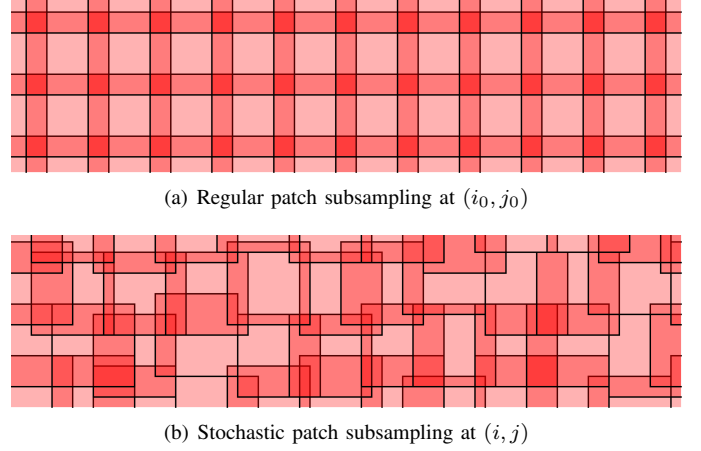 (a) Regular patch subsampling at (i₀, j₀)
(b) Stochastic patch subsampling at (i, j)